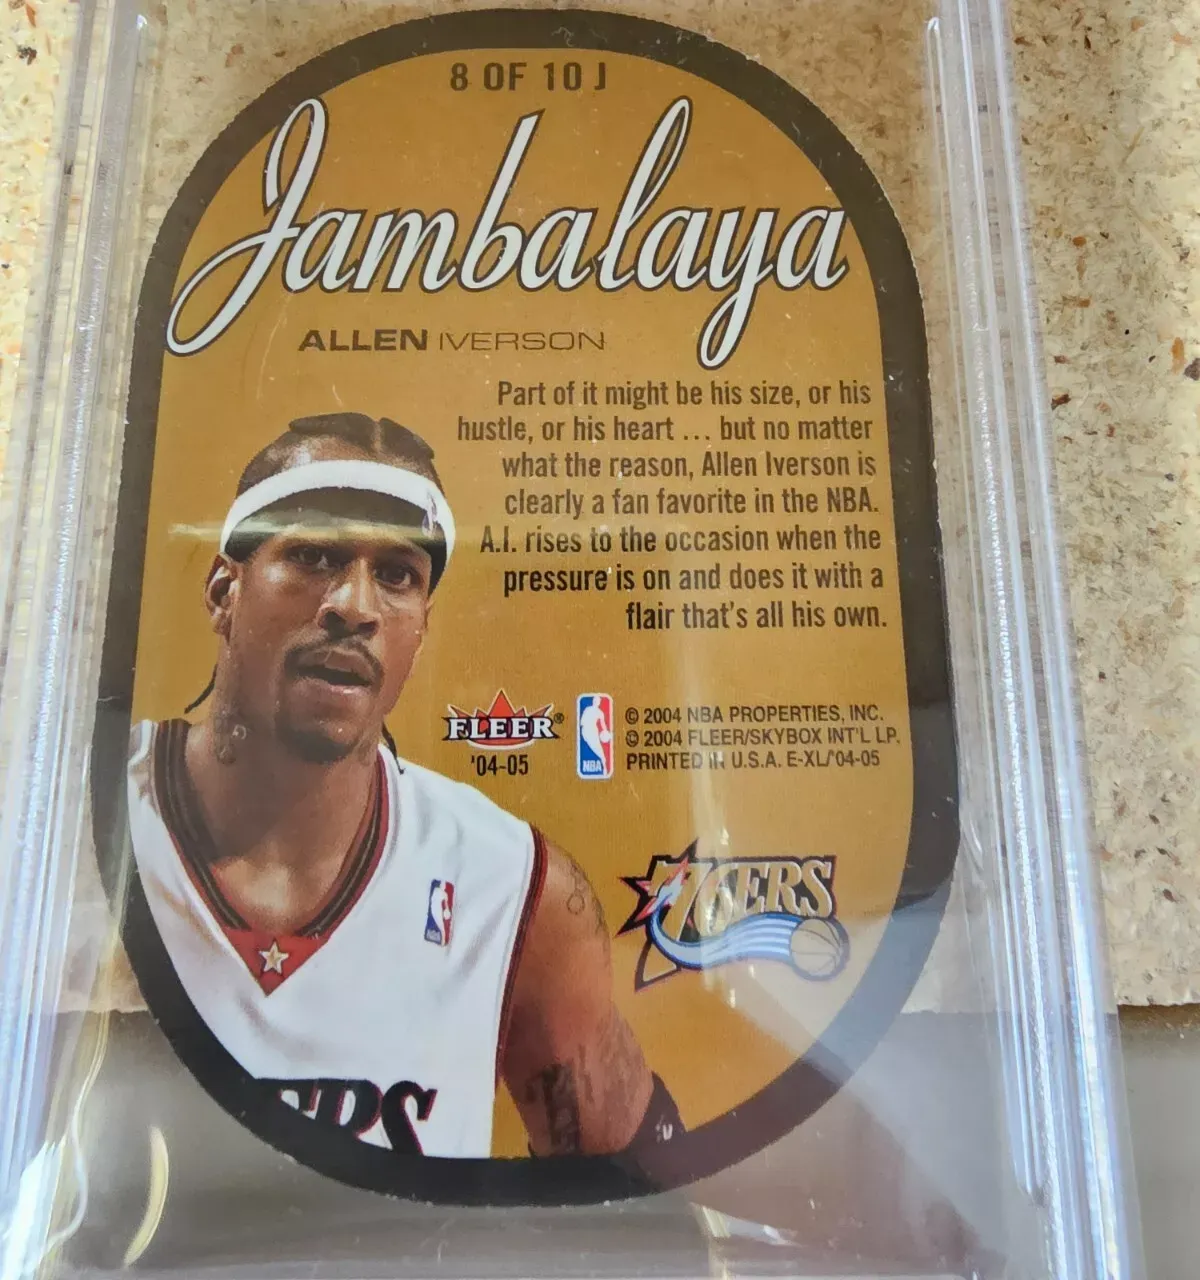 8 OF 10 J
Jambalaya
ALLEN IVERSON
Part of it might be his size, or his
hustle, or his heart ... but no matter
what the reason, Allen Iverson is
clearly a fan favorite in the NBA.
A.I. rises to the occasion when the
pressure is on and does it with a
flair that's all his own.
FLEER®
'04-05
NBA
© 2004 NBA PROPERTIES, INC.
© 2004 FLEER/SKYBOX INT'L LP.
PRINTED IN U.S.A. E-XL/'04-05
76ERS
ERS